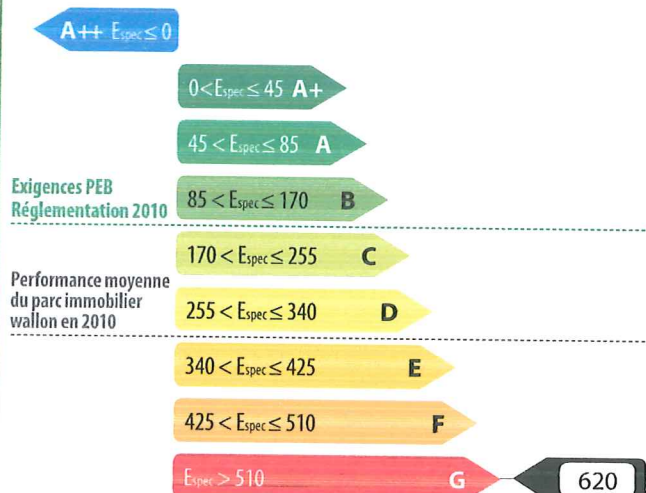 A++ Espec ≤ 0
0 < Espec ≤ 45 A+
45 < Espec ≤ 85 A
Exigences PEB
Réglementation 2010
85 < Espec ≤ 170 B
170 < Espec ≤ 255 C
Performance moyenne
du parc immobilier
wallon en 2010
255 < Espec ≤ 340 D
340 < Espec ≤ 425 E
425 < Espec ≤ 510 F
Espec > 510 G
620